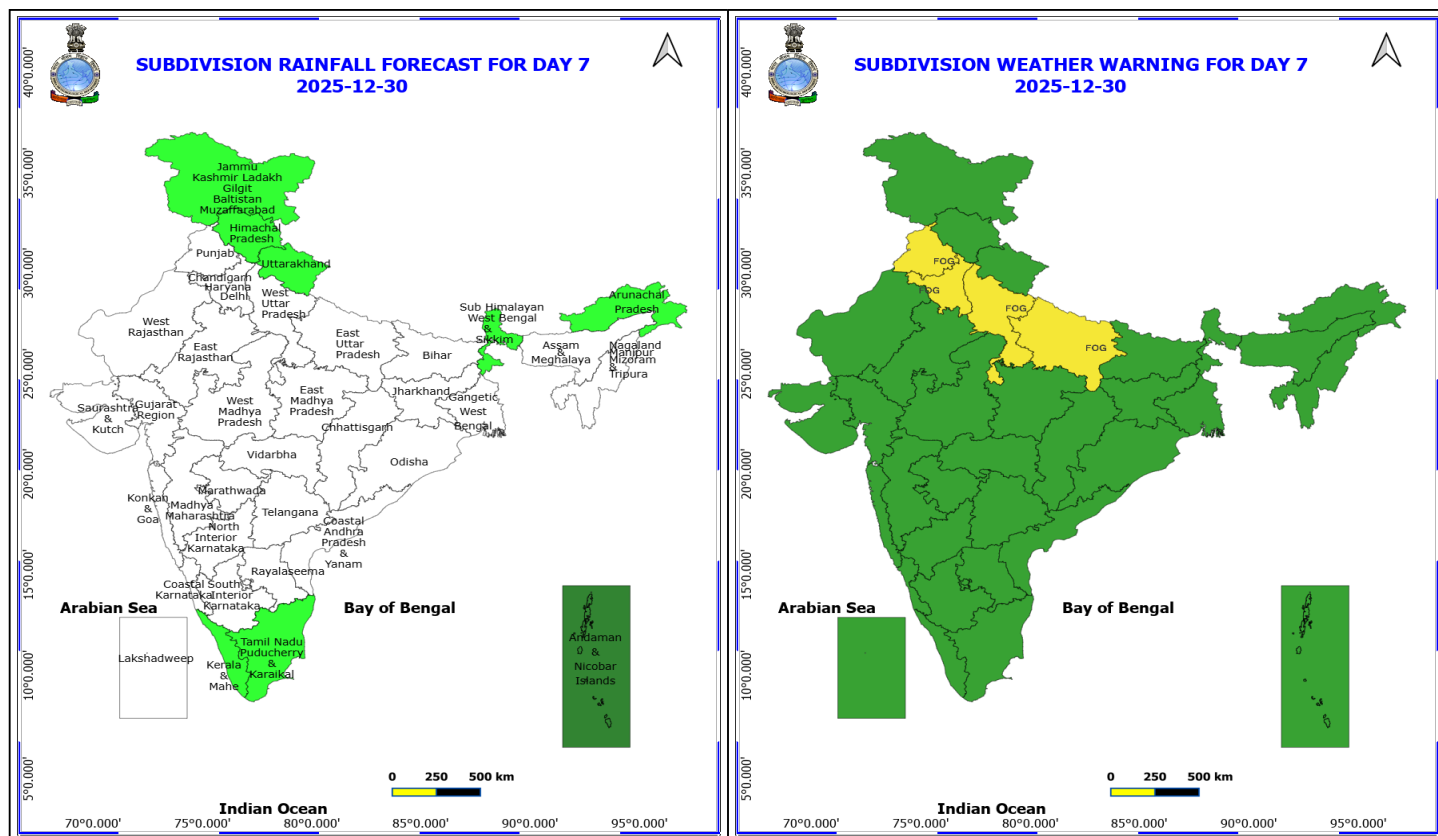 SUBDIVISION RAINFALL FORECAST FOR DAY 7
2025-12-30
40°0.000'
35°0.000'
30°0.000'
25°0.000'
20°0.000'
15°0.000'
10°0.000'
5°0.000'
Jammu
Kashmir Ladakh
Gilgit
Baltistan
Muzaffarabad
Himachal
Pradesh
Punjab
Uttarakhand
Chandigarh
Haryana
Delhi
West
Uttar
Pradesh
Arunachal
Pradesh
Sub Himalayan
West Bengal
&
Sikkim
West
Rajasthan
East
Rajasthan
East
Uttar
Pradesh
Bihar
Assam
&
Meghalaya
Nagaland
Manipur
Mizoram
&
Tripura
Saurashtra
&
Kutch
Gujarat
Region
West
Madhya
Pradesh
East
Madhya
Pradesh
Jharkhand
Gangetic
West
Bengal
Chhattisgarh
Vidarbha
Odisha
Konkan
&
Goa
Madhya
Maharashtra
Marathwada
Telangana
North
Interior
Karnataka
Coastal
Andhra
Pradesh
&
Yanam
Rayalaseema
Coastal
Karnataka
South
Interior
Karnataka
Arabian Sea
Bay of Bengal
Lakshadweep
Kerala
&
Mahe
Tamil Nadu
Puducherry
&
Karaikal
Andaman
&
Nicobar
Islands
0 250 500 km
Indian Ocean
70°0.000' 75°0.000' 80°0.000' 85°0.000' 90°0.000' 95°0.000'
SUBDIVISION WEATHER WARNING FOR DAY 7
2025-12-30
40°0.000'
35°0.000'
30°0.000'
25°0.000'
20°0.000'
15°0.000'
10°0.000'
5°0.000'
FOG
FOG
FOG
FOG
Arabian Sea
Bay of Bengal
0 250 500 km
Indian Ocean
70°0.000' 75°0.000' 80°0.000' 85°0.000' 90°0.000' 95°0.000'